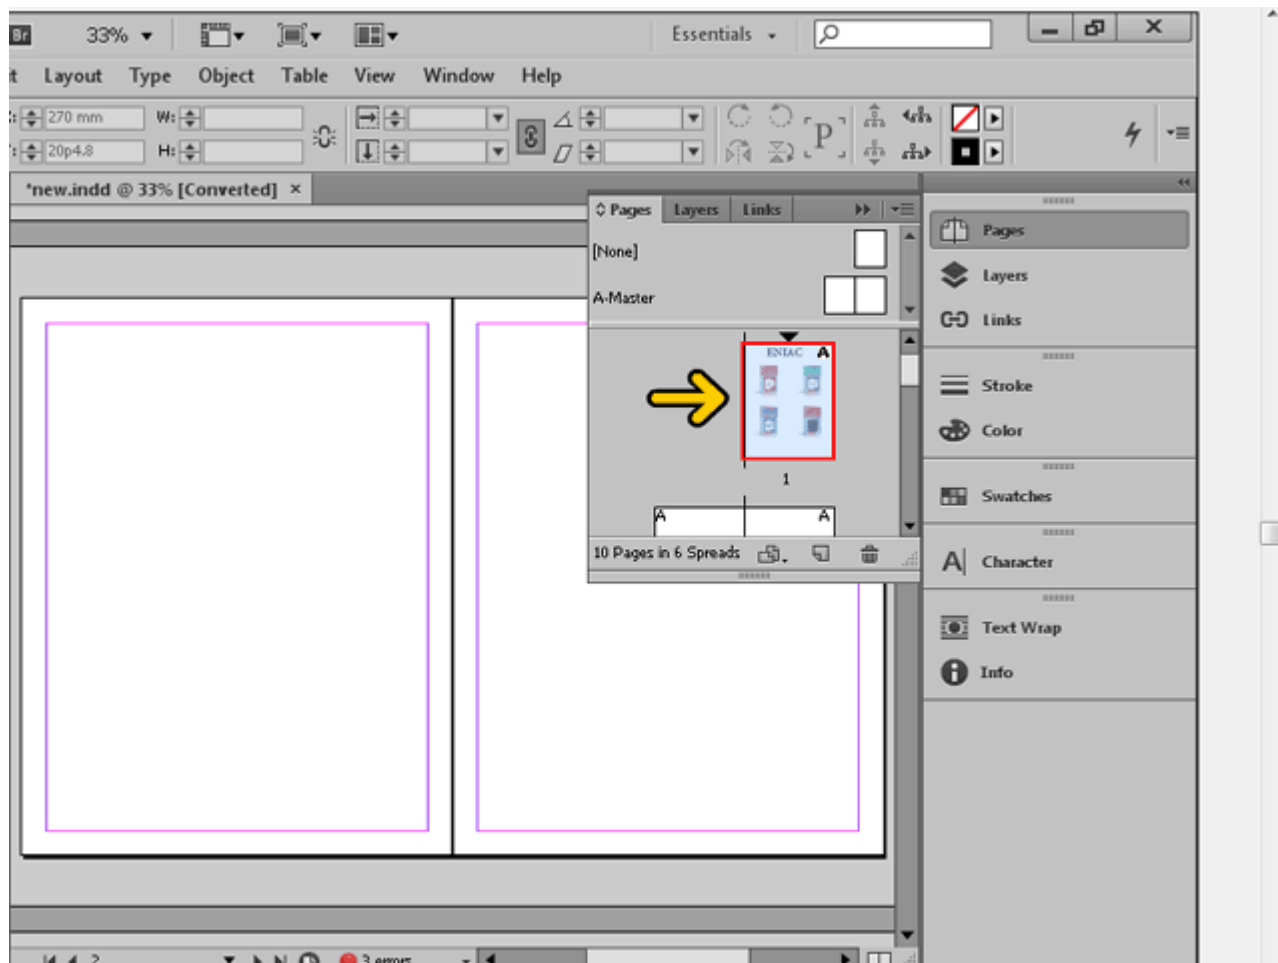 Br 33% Essentials
t Layout Type Object Table View Window Help
270 mm W:
20p4.8 H:
P
*new.indd @ 33% [Converted] ×
Pages Layers Links
[None]
A-Master
ENIAC A
1
A A
10 Pages in 6 Spreads
Pages
Layers
Links
Stroke
Color
Swatches
A Character
Text Wrap
Info
2 3 errors